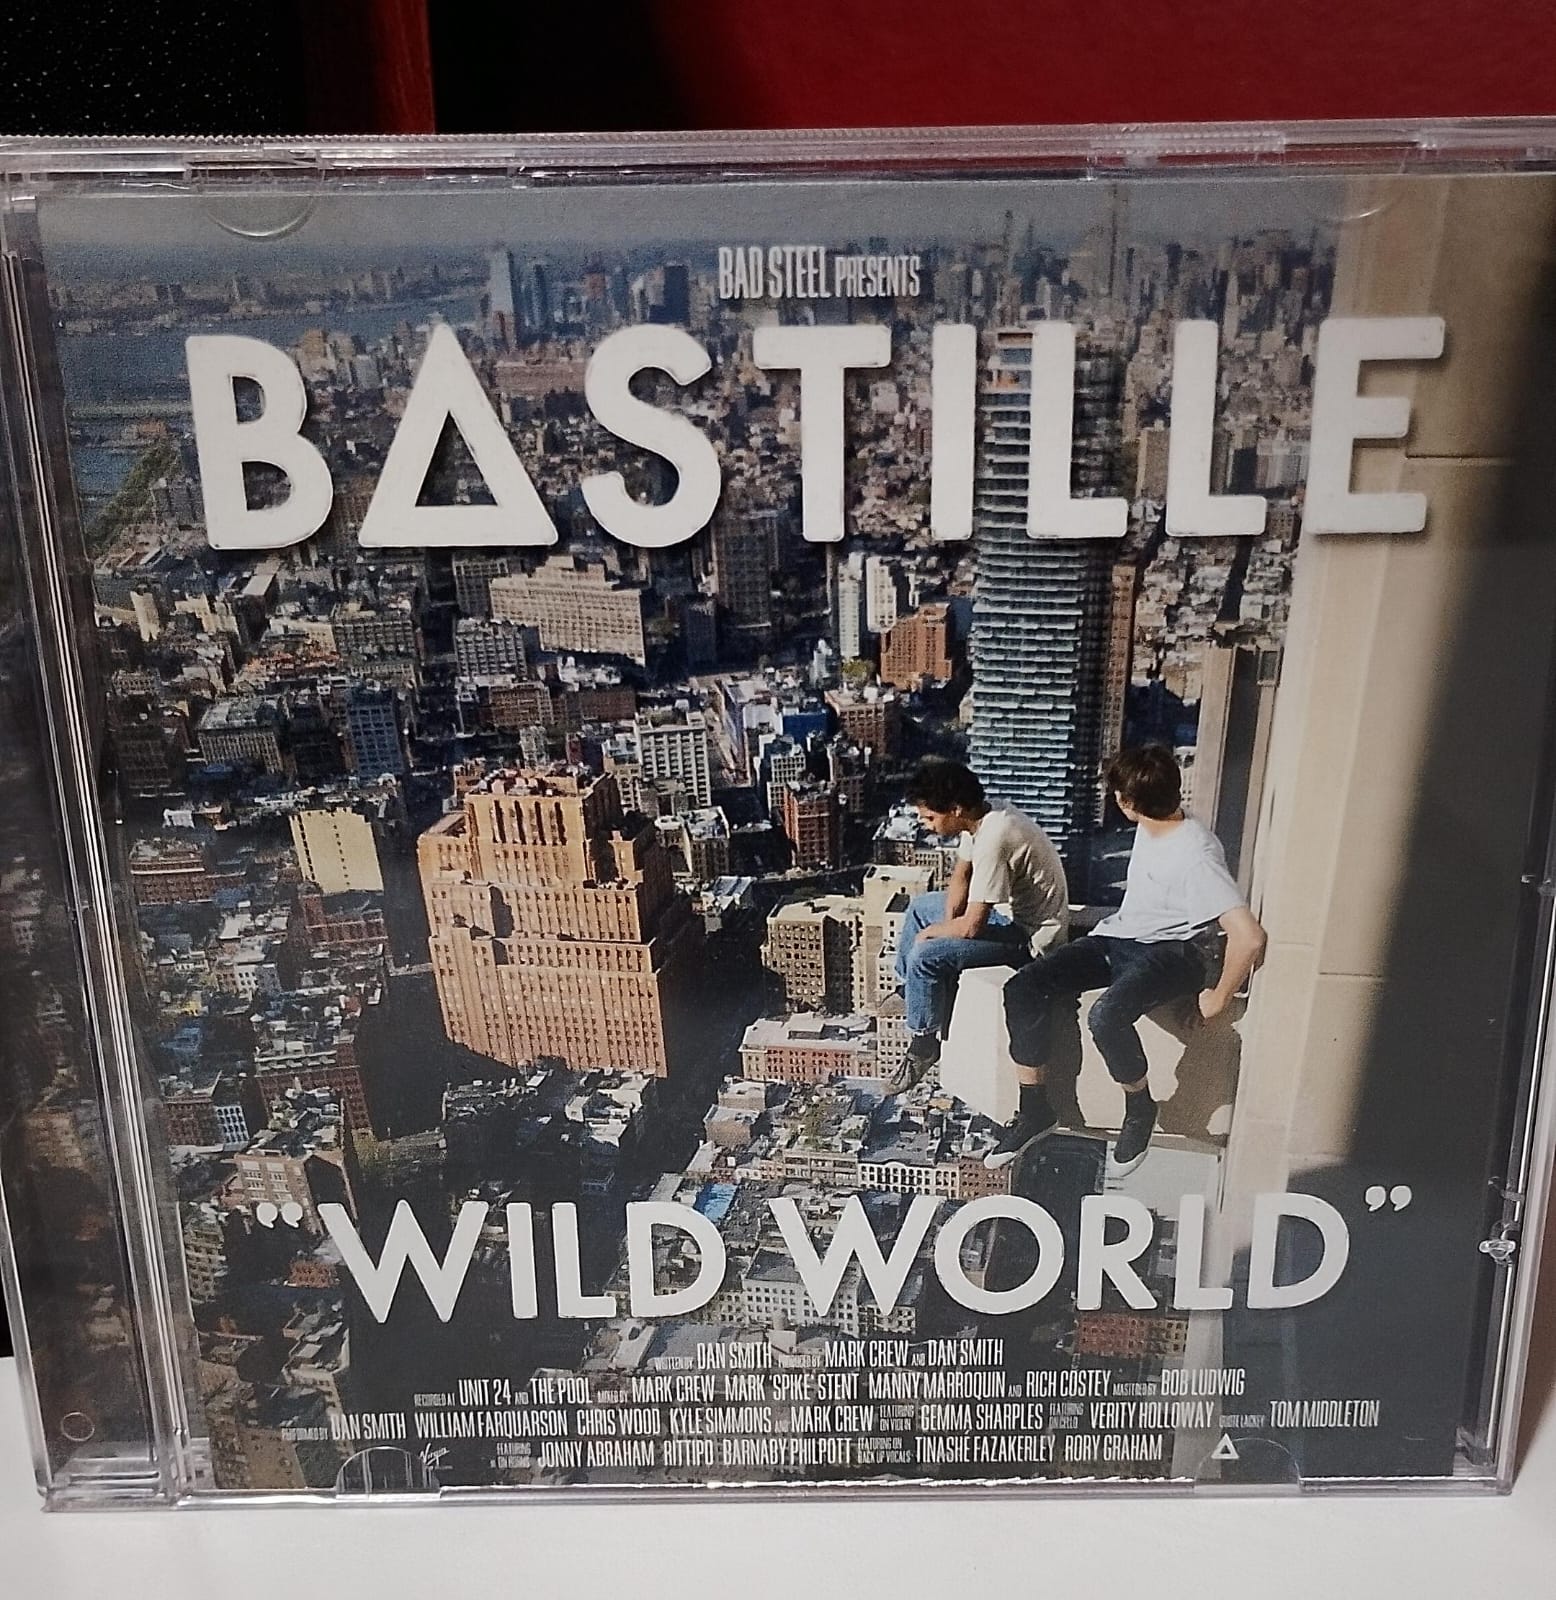 BAD STEEL PRESENTS
BASTILLE
“WILD WORLD”
WRITTEN BY DAN SMITH PRODUCED BY MARK CREW AND DAN SMITH
RECORDED AT UNIT 24 AND THE POOL MIXED BY MARK CREW MARK 'SPIKE' STENT MANNY MARROQUIN AND RICH COSTEY MASTERED BY BOB LUDWIG
PERFORMED BY DAN SMITH WILLIAM FARQUARSON CHRIS WOOD KYLE SIMMONS AND MARK CREW FEATURING ON VIOLIN GEMMA SHARPLES FEATURING ON CELLO VERITY HOLLOWAY TOM MIDDLETON
Virgin FEATURING ON HORNS JONNY ABRAHAM RITTIPO BARNABY PHILPOTT FEATURING ON BACK UP VOCALS TINASHÉ FAZAKERLEY RORY GRAHAM